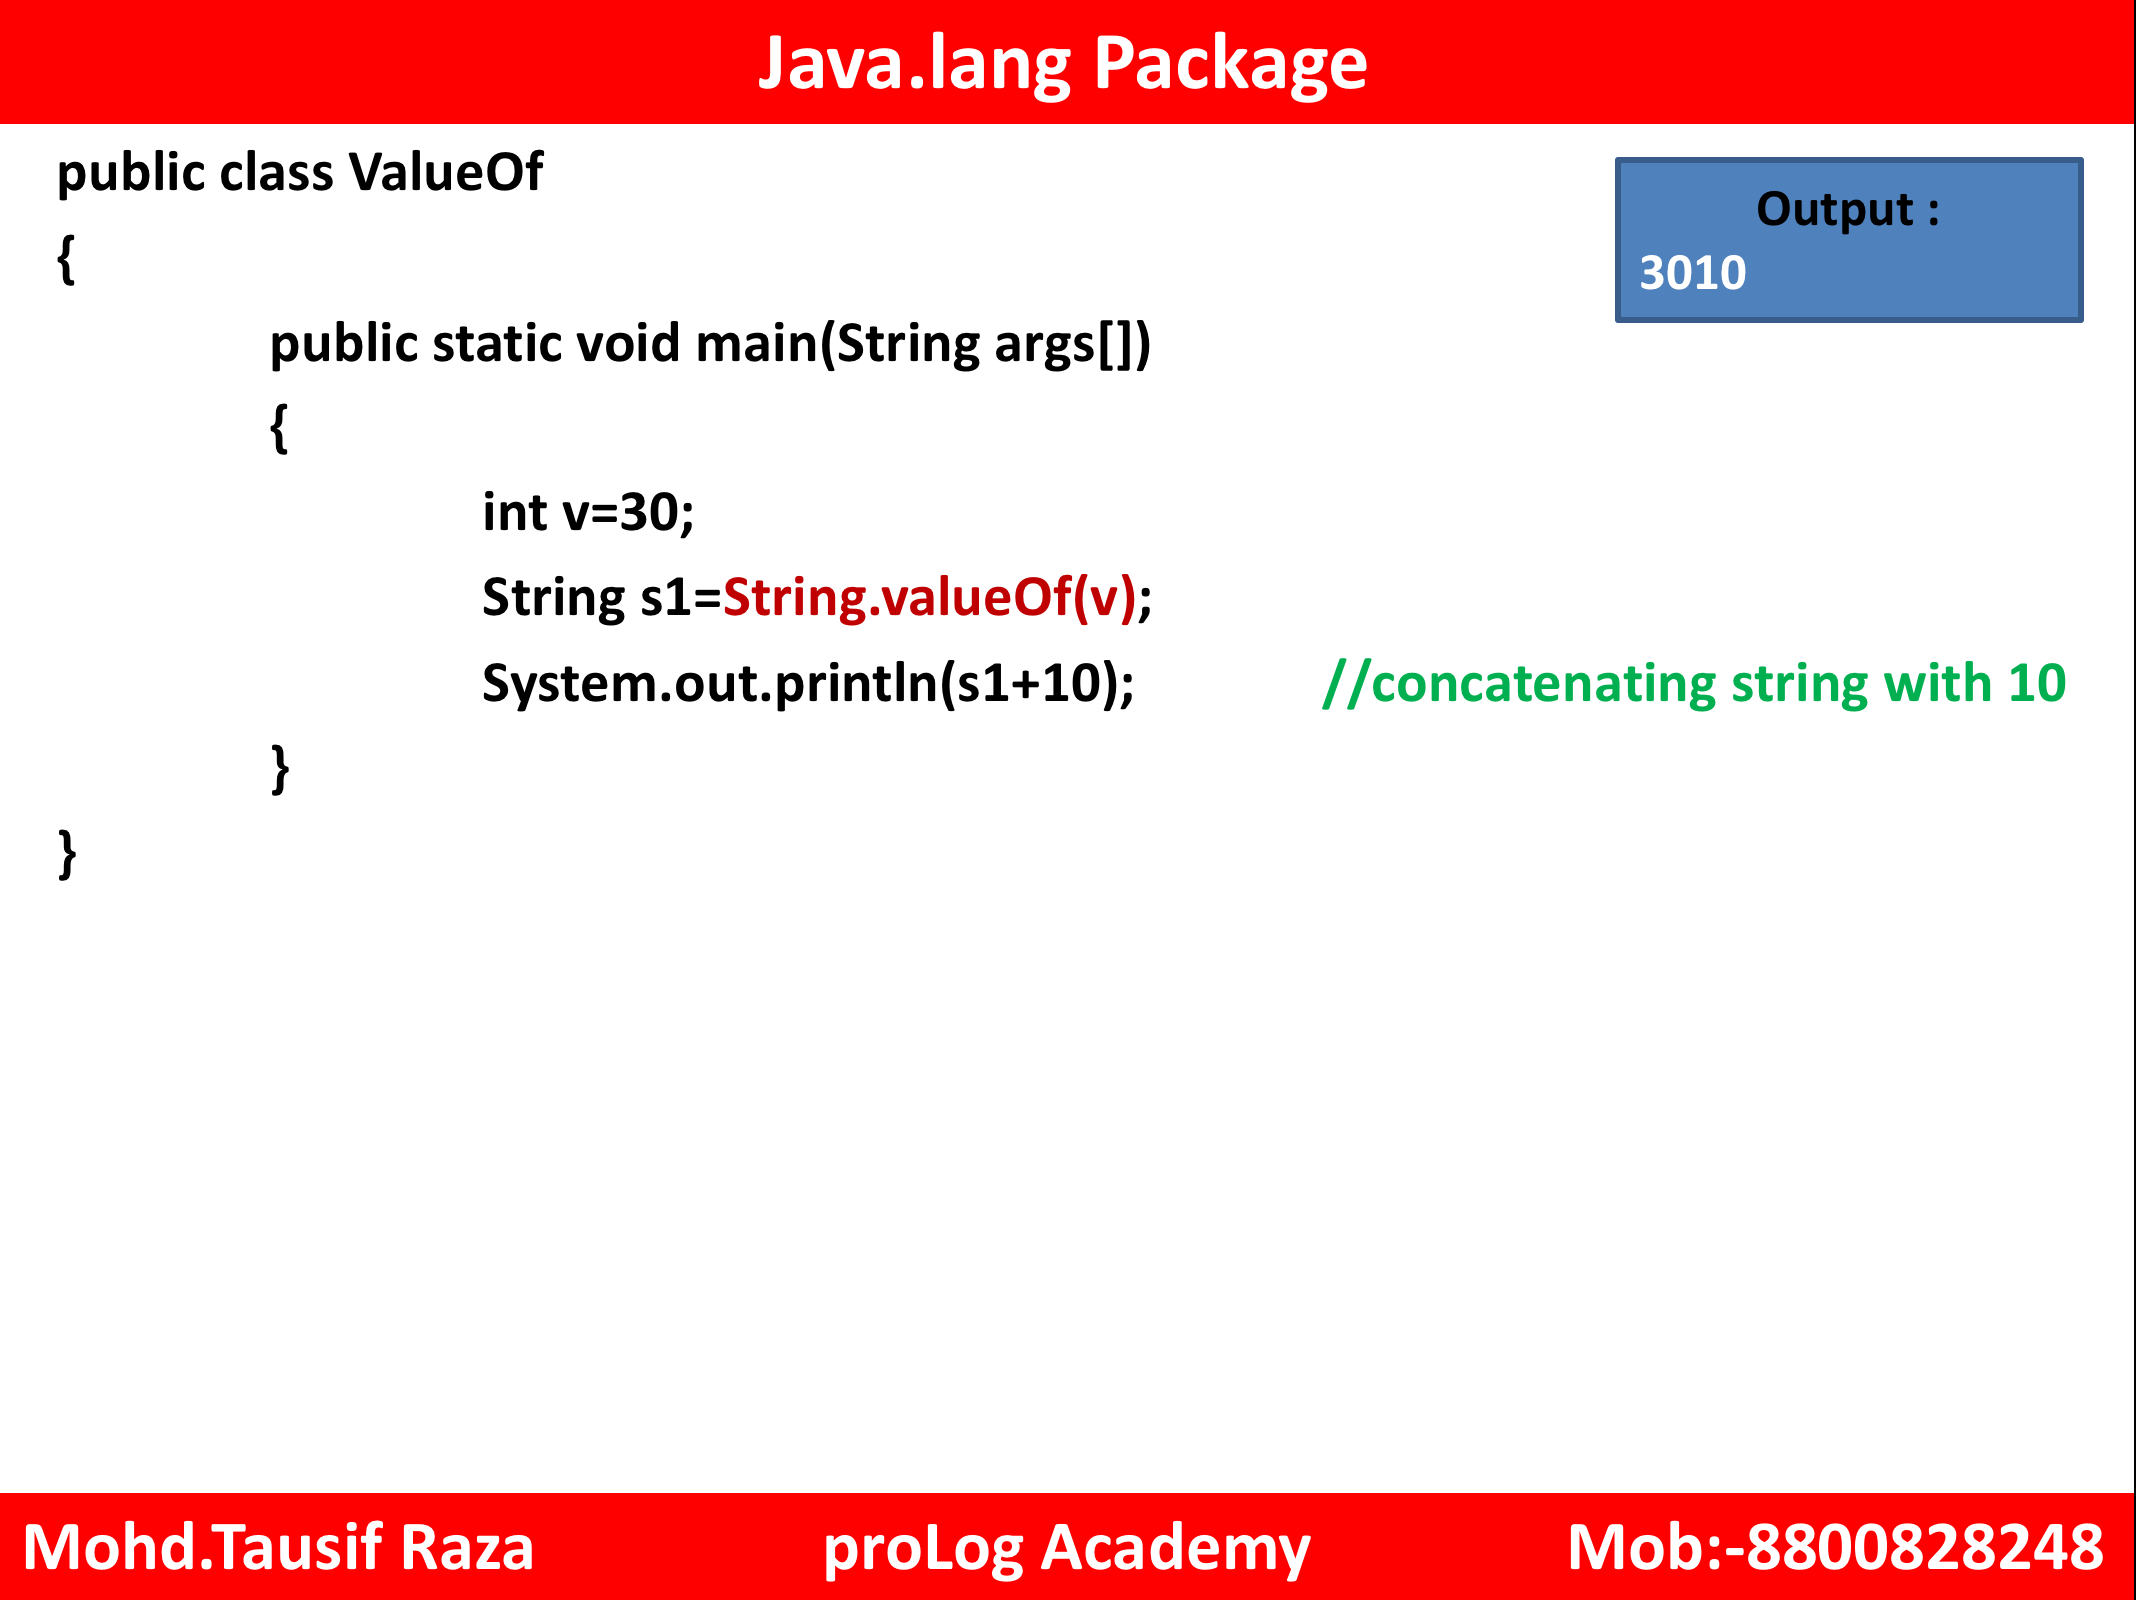 Java.lang Package
public class ValueOf
{
public static void main(String args[])
{
int v=30;
String s1=String.valueOf(v);
System.out.println(s1+10); //concatenating string with 10
}
}
Output :
3010
Mohd.Tausif Raza proLog Academy Mob:-8800828248